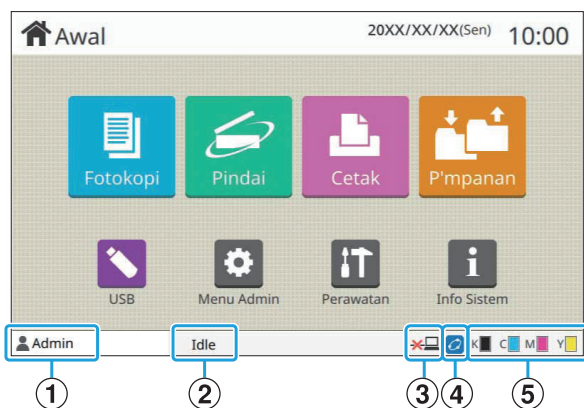 Awal
20XX/XX/XX(Sen) 10:00
Fotokopi Pindai Cetak P'mpanan
USB Menu Admin Perawatan Info Sistem
Admin Idle K C M Y
1 2 3 4 5